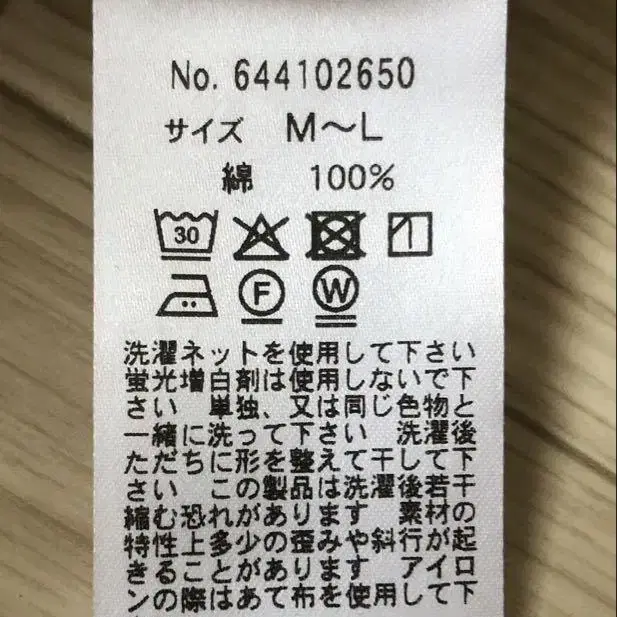 No. 644102650
サイズ M～L
綿 100%
30
F W
洗濯ネットを使用して下さい
蛍光増白剤は使用しないで下
さい 単独、又は同じ色物と
一緒に洗って下さい 洗濯後
ただちに形を整えて干して下
さい この製品は洗濯後若干
縮む恐れがあります 素材の
特性上多少の歪みや斜行が起
きることがあります アイロ
ンの際はあて布を使用して下